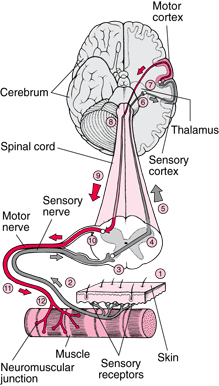 Motor
cortex
8
7
Cerebrum
6
Thalamus
Spinal cord
Sensory
cortex
9
5
Sensory
nerve
Motor
nerve
10
4
3
2
1
11
12
Neuromuscular
junction
Muscle
Sensory
receptors
Skin